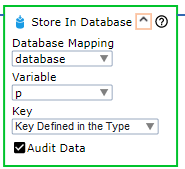 Store In Database
Database Mapping
database
Variable
p
Key
Key Defined in the Type
Audit Data